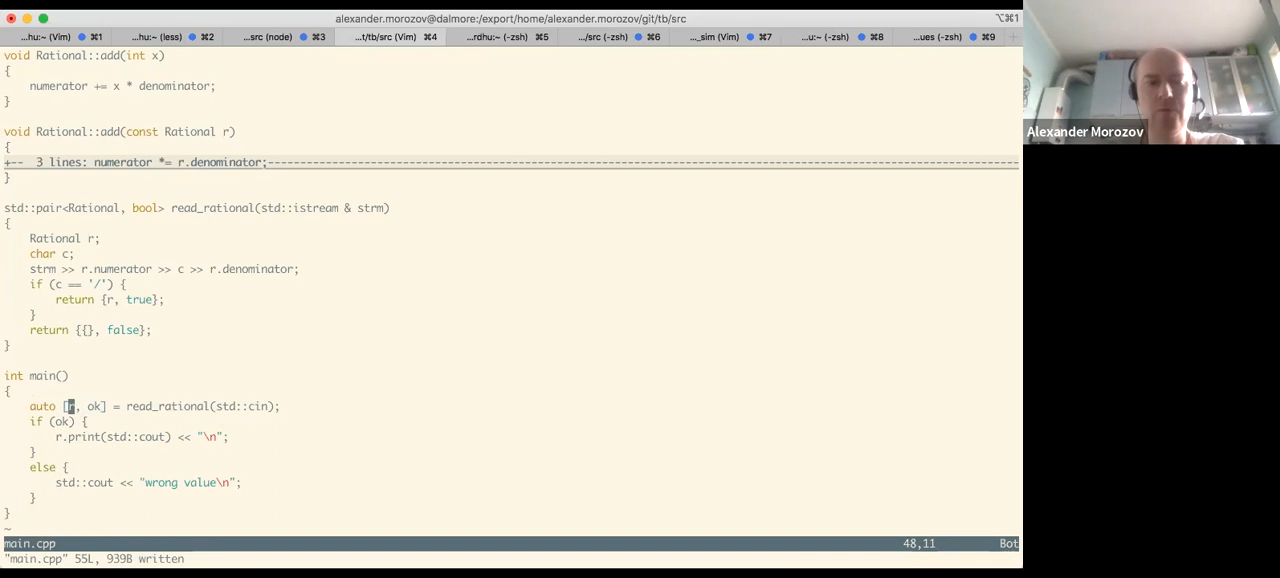 alexander.morozov@dalmore:/export/home/alexander.morozov/git/tb/src
⌥⌘1
...hu:~ (Vim) ⌘1 ...hu:~ (less) ⌘2 ...src (node) ⌘3 ...t/tb/src (Vim) ⌘4 ...rdhu:~ (-zsh) ⌘5 .../src (-zsh) ⌘6 ..._sim (Vim) ⌘7 ...u:~ (-zsh) ⌘8 ...ues (-zsh) ⌘9
void Rational::add(int x)
{
    numerator += x * denominator;
}
void Rational::add(const Rational r)
{
+--  3 lines: numerator *= r.denominator;---------------------------------------------------------------------------------------------------------------------
}
std::pair<Rational, bool> read_rational(std::istream & strm)
{
    Rational r;
    char c;
    strm >> r.numerator >> c >> r.denominator;
    if (c == '/') {
        return {r, true};
    }
    return {{}, false};
}
int main()
{
    auto [r, ok] = read_rational(std::cin);
    if (ok) {
        r.print(std::cout) << "\n";
    }
    else {
        std::cout << "wrong value\n";
    }
}
~
main.cpp 48,11 Bot
"main.cpp" 55L, 939B written
Alexander Morozov